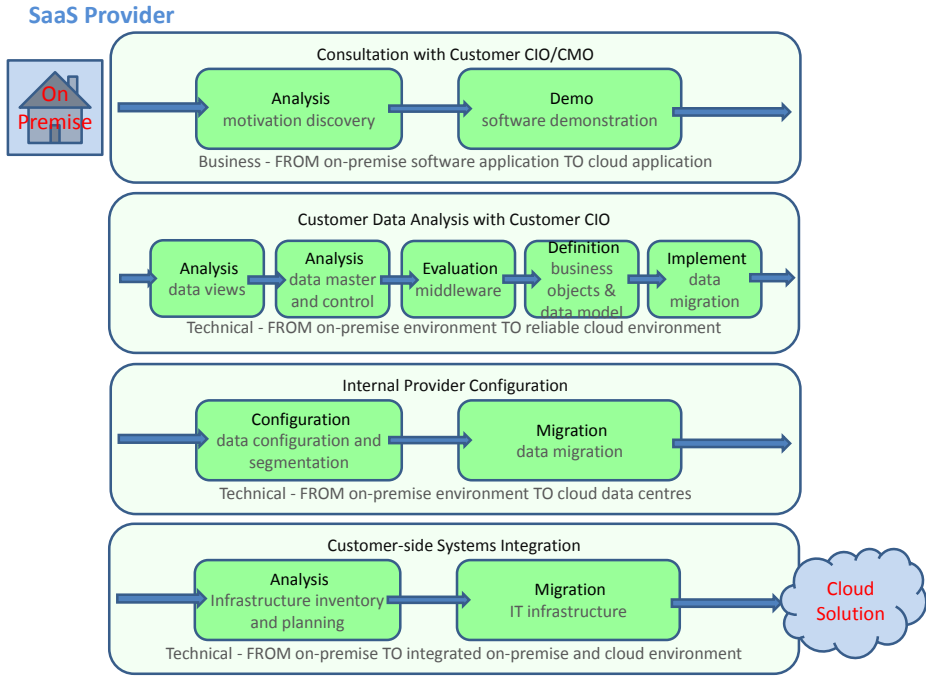 SaaS Provider
On
Premise
Consultation with Customer CIO/CMO
Analysis
motivation discovery
Demo
software demonstration
Business - FROM on-premise software application TO cloud application
Customer Data Analysis with Customer CIO
Analysis
data views
Analysis
data master
and control
Evaluation
middleware
Definition
business
objects &
data model
Implement
data
migration
Technical - FROM on-premise environment TO reliable cloud environment
Internal Provider Configuration
Configuration
data configuration and
segmentation
Migration
data migration
Technical - FROM on-premise environment TO cloud data centres
Customer-side Systems Integration
Analysis
Infrastructure inventory
and planning
Migration
IT infrastructure
Technical - FROM on-premise TO integrated on-premise and cloud environment
Cloud
Solution